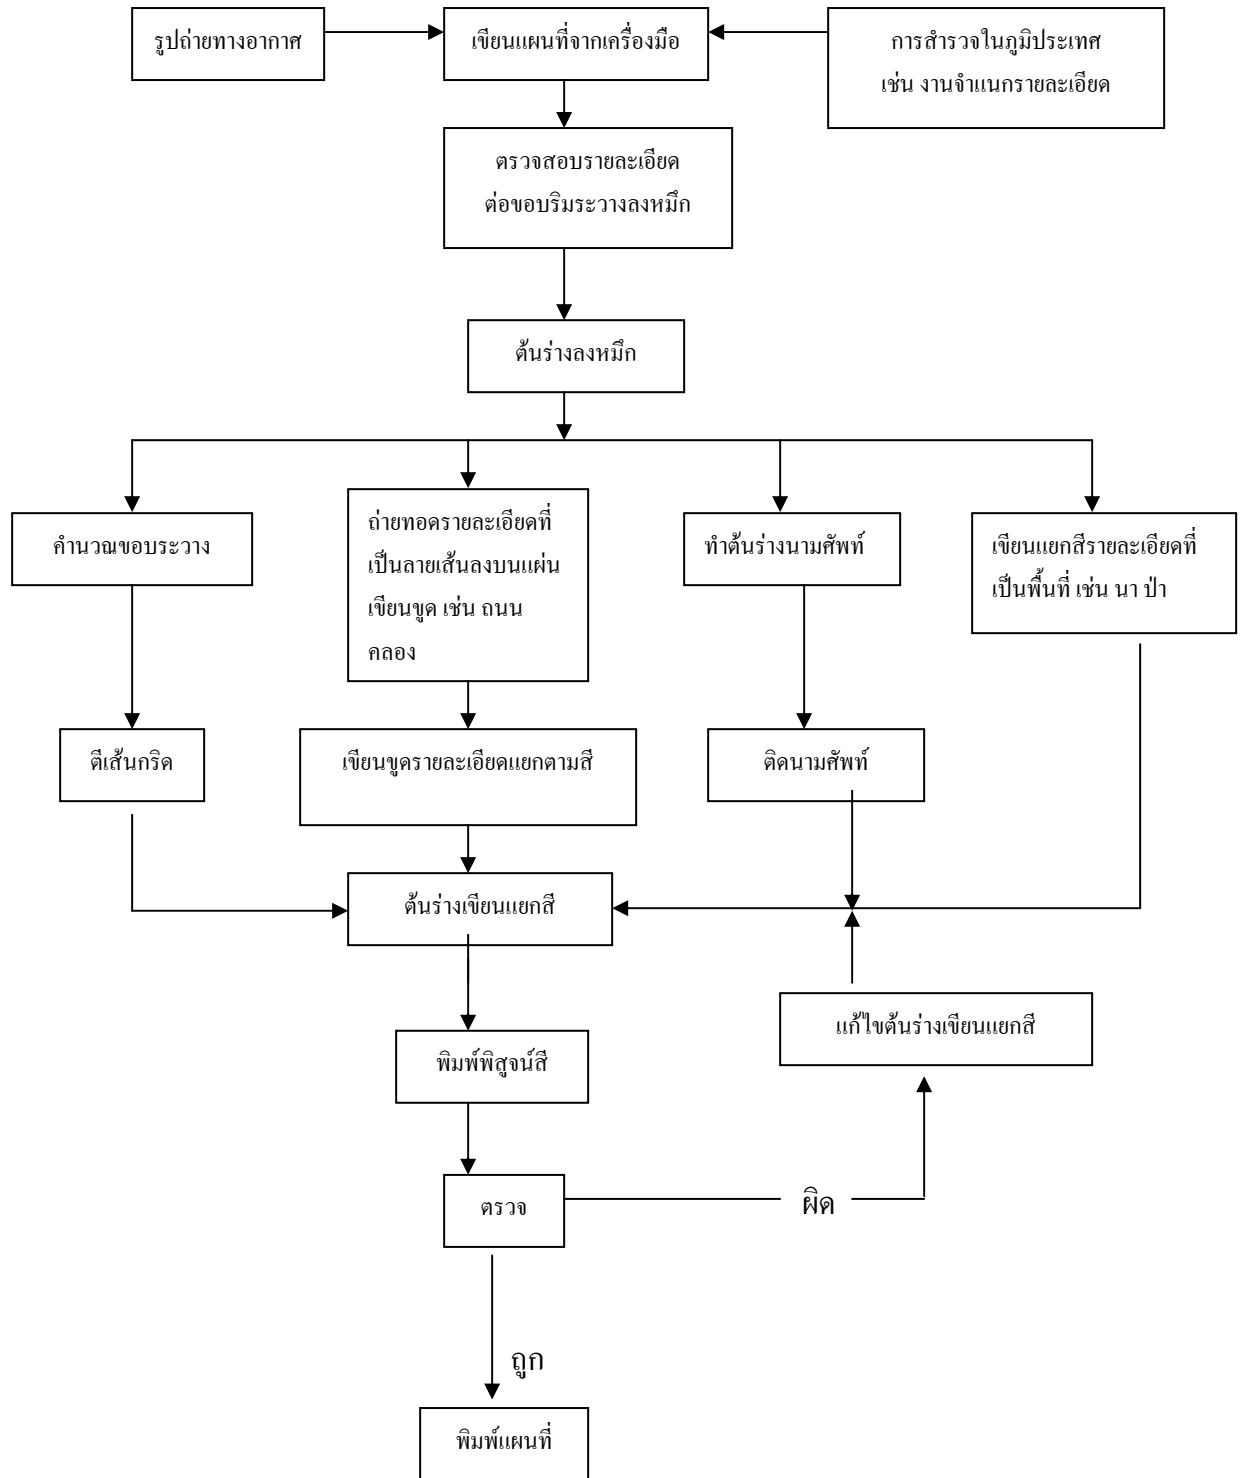 รูปถ่ายทางอากาศ
เขียนแผนที่จากเครื่องมือ
การสำรวจในภูมิประเทศ
เช่น งานจำแนกรายละเอียด
ตรวจสอบรายละเอียด
ต่อขอบริมระวางลงหมึก
ต้นร่างลงหมึก
คำนวณขอบระวาง
ถ่ายทอดรายละเอียดที่
เป็นลายเส้นลงบนแผ่น
เขียนขูด เช่น ถนน
คลอง
ทำต้นร่างนามศัพท์
เขียนแยกสีรายละเอียดที่
เป็นพื้นที่ เช่น นา ป่า
ตีเส้นกริด
เขียนขูดรายละเอียดแยกตามสี
ติดนามศัพท์
ต้นร่างเขียนแยกสี
แก้ไขต้นร่างเขียนแยกสี
พิมพ์พิสูจน์สี
ตรวจ
ผิด
ถูก
พิมพ์แผนที่